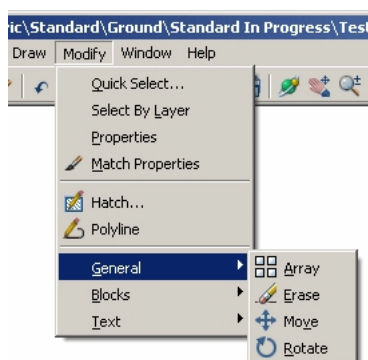 ric\Standard\Ground\Standard In Progress\Test
Draw Modify Window Help
Quick Select...
Select By Layer
Properties
Match Properties
Hatch...
Polyline
General
Array
Blocks
Erase
Text
Move
Rotate